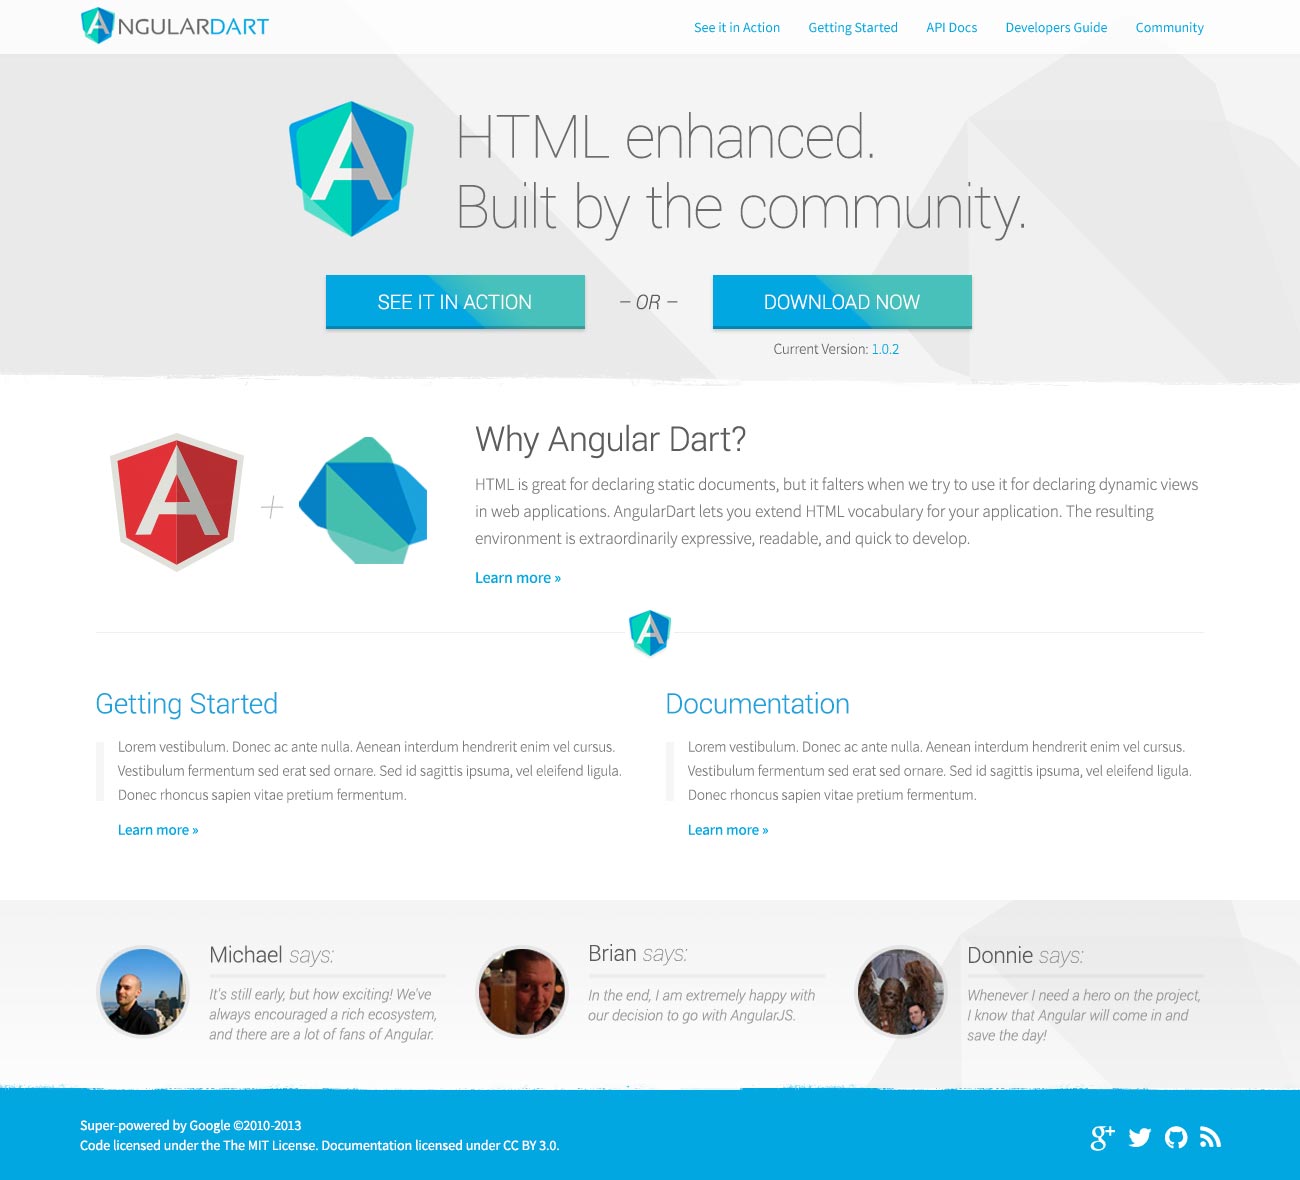 ANGULARDART
See it in Action
Getting Started
API Docs
Developers Guide
Community
A
HTML enhanced.
Built by the community.
SEE IT IN ACTION
– OR –
DOWNLOAD NOW
Current Version: 1.0.2
A
+
Why Angular Dart?
HTML is great for declaring static documents, but it falters when we try to use it for declaring dynamic views
in web applications. AngularDart lets you extend HTML vocabulary for your application. The resulting
environment is extraordinarily expressive, readable, and quick to develop.
Learn more »
A
Getting Started
Lorem vestibulum. Donec ac ante nulla. Aenean interdum hendrerit enim vel cursus.
Vestibulum fermentum sed erat sed ornare. Sed id sagittis ipsuma, vel eleifend ligula.
Donec rhoncus sapien vitae pretium fermentum.
Learn more »
Documentation
Lorem vestibulum. Donec ac ante nulla. Aenean interdum hendrerit enim vel cursus.
Vestibulum fermentum sed erat sed ornare. Sed id sagittis ipsuma, vel eleifend ligula.
Donec rhoncus sapien vitae pretium fermentum.
Learn more »
Michael says:
It's still early, but how exciting! We've
always encouraged a rich ecosystem,
and there are a lot of fans of Angular.
Brian says:
In the end, I am extremely happy with
our decision to go with AngularJS.
Donnie says:
Whenever I need a hero on the project,
I know that Angular will come in and
save the day!
Super-powered by Google ©2010-2013
Code licensed under the The MIT License. Documentation licensed under CC BY 3.0.
g+